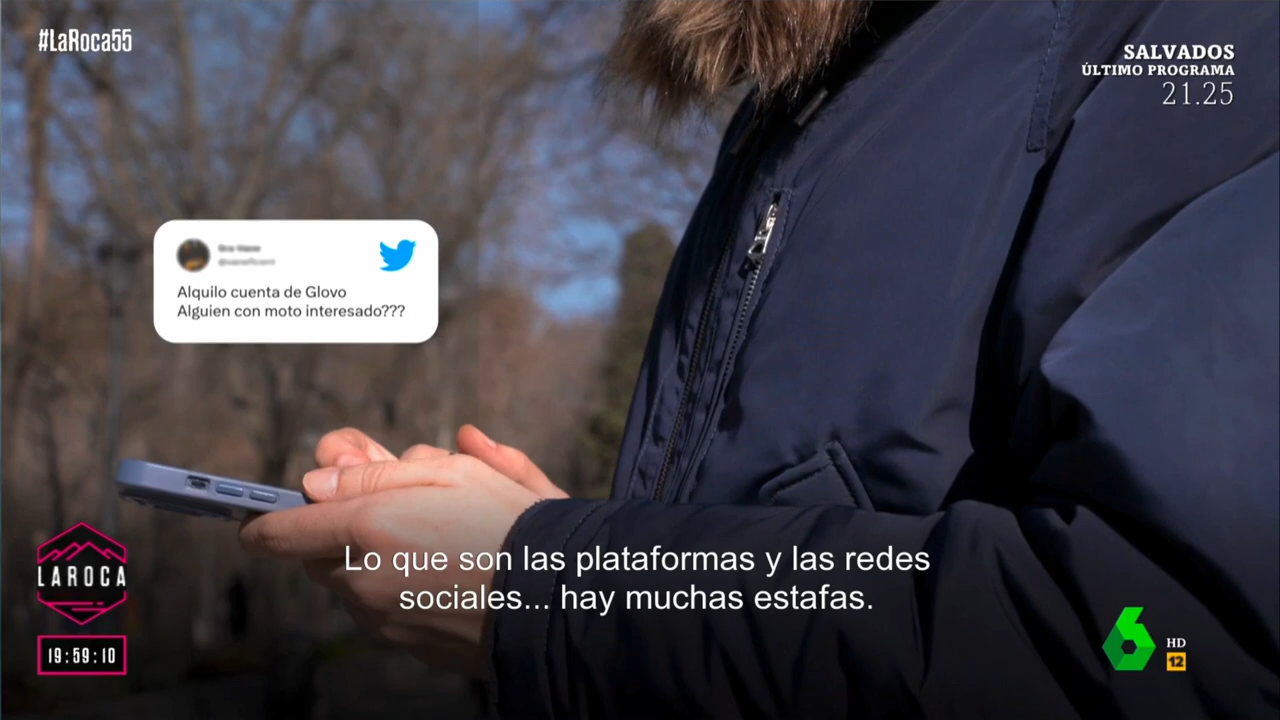 #LaRoca55
SALVADOS
ÚLTIMO PROGRAMA
21.25
Alquilo cuenta de Glovo
Alguien con moto interesado???
Lo que son las plataformas y las redes
sociales... hay muchas estafas.
LAROCA
19:59:10
6
HD
12